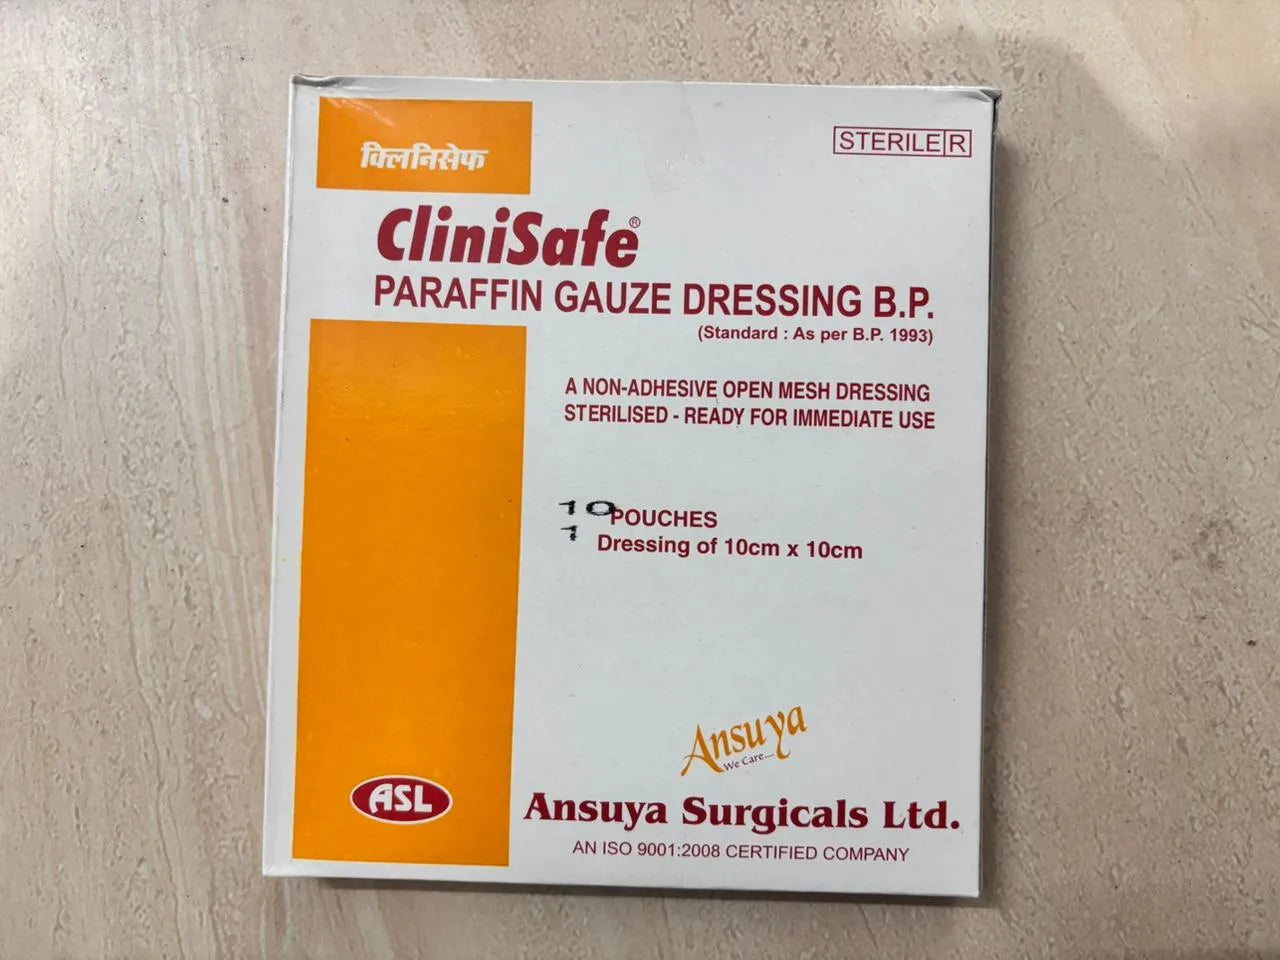 क्लिनिसेफ
STERILE R
CliniSafe®
PARAFFIN GAUZE DRESSING B.P.
(Standard : As per B.P. 1993)
A NON-ADHESIVE OPEN MESH DRESSING
STERILISED - READY FOR IMMEDIATE USE
10 POUCHES
1 Dressing of 10cm x 10cm
Ansuya
We Care....
ASL
Ansuya Surgicals Ltd.
AN ISO 9001:2008 CERTIFIED COMPANY